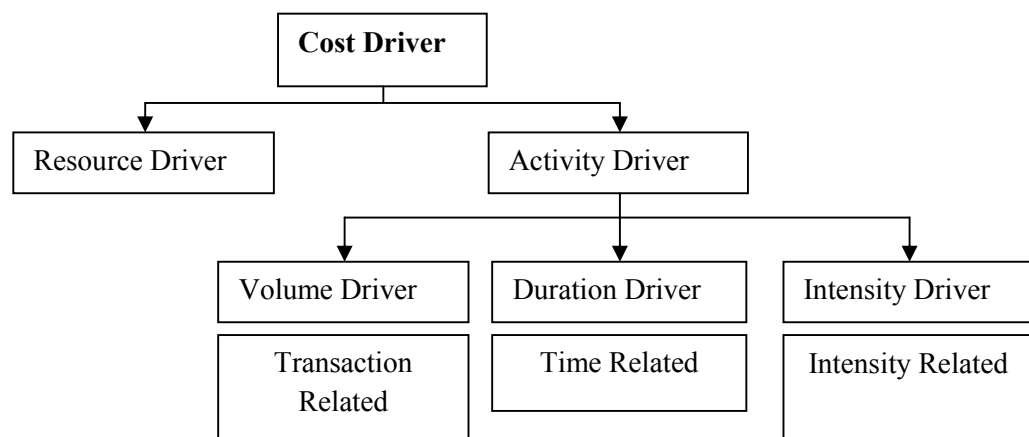 Cost Driver
Resource Driver
Activity Driver
Volume Driver
Duration Driver
Intensity Driver
Transaction
Related
Time Related
Intensity Related